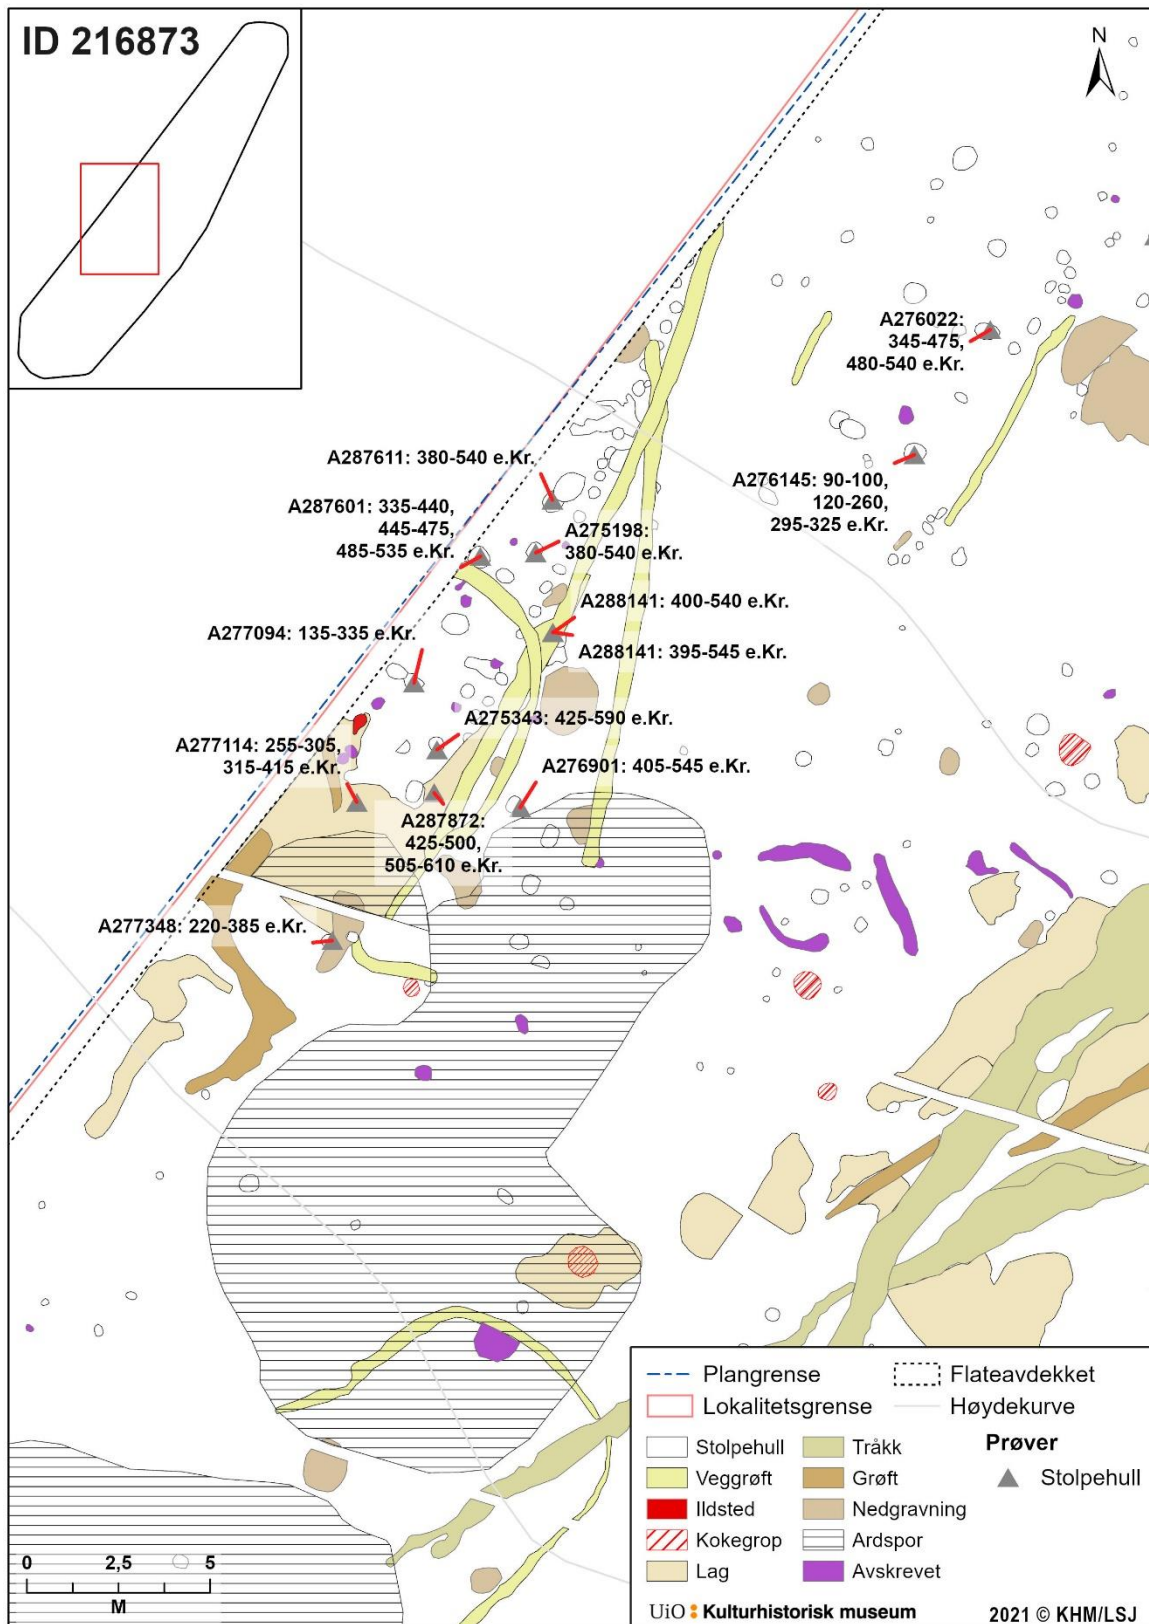 ID 216873
N
A276022:
345-475,
480-540 e.Kr.
A287611: 380-540 e.Kr.
A276145: 90-100,
120-260,
295-325 e.Kr.
A287601: 335-440,
445-475,
485-535 e.Kr.
A275198:
380-540 e.Kr.
A288141: 400-540 e.Kr.
A277094: 135-335 e.Kr.
A288141: 395-545 e.Kr.
A275343: 425-590 e.Kr.
A277114: 255-305,
315-415 e.Kr.
A276901: 405-545 e.Kr.
A287872:
425-500,
505-610 e.Kr.
A277348: 220-385 e.Kr.
Plangrense
Flateavdekket
Lokalitetsgrense
Høydekurve
Stolpehull
Veggrøft
Ildsted
Kokegrop
Lag
Tråkk
Grøft
Nedgravning
Ardspor
Avskrevet
Prøver
Stolpehull
0 2,5 5
M
UiO Kulturhistorisk museum
2021 © KHM/LSJ